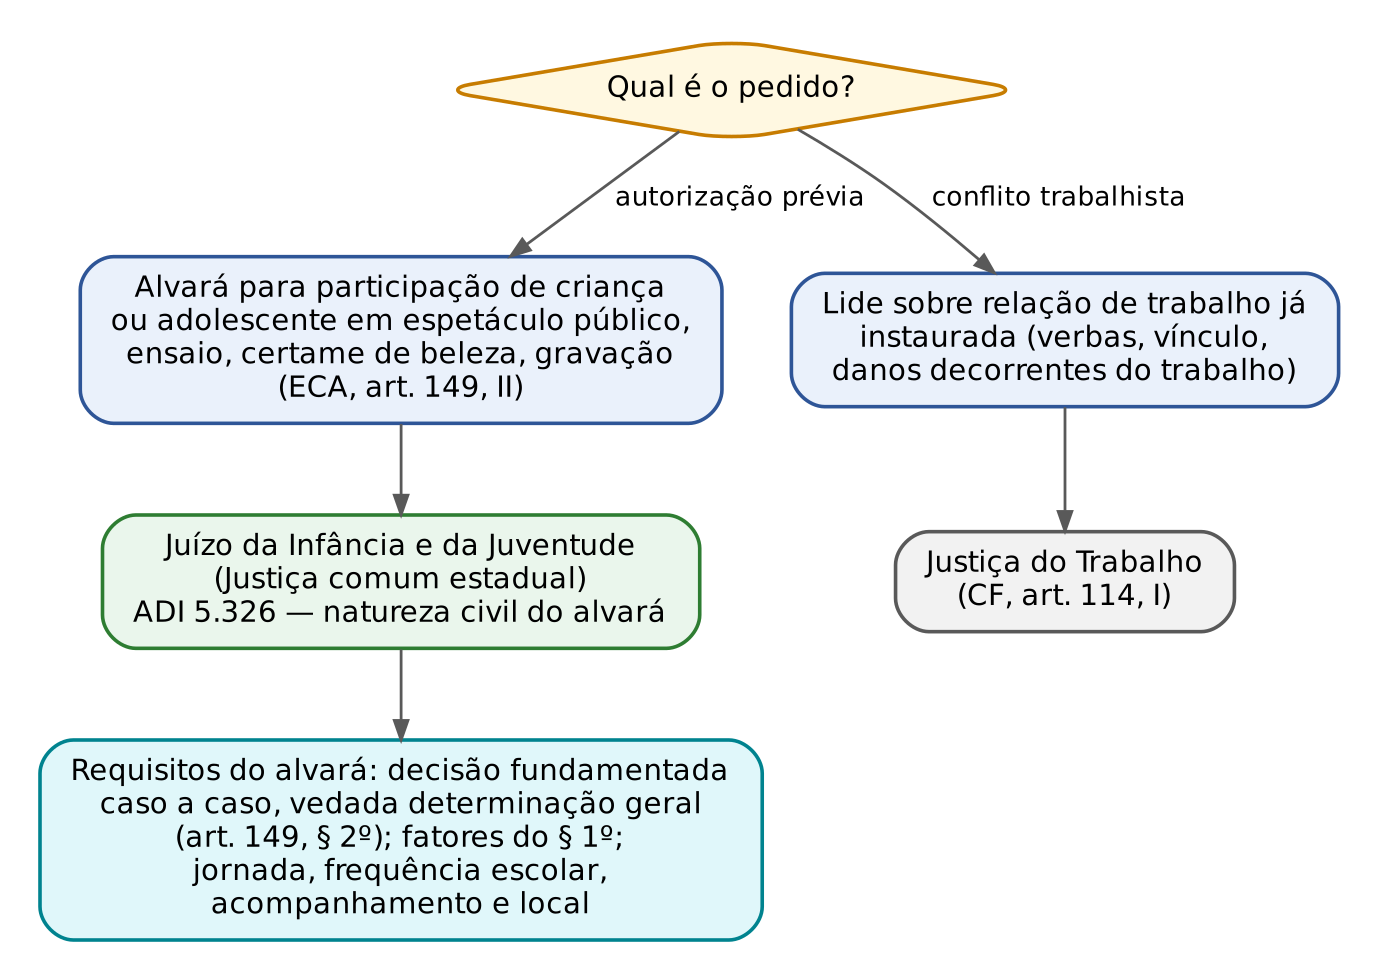 Qual é o pedido?
autorização prévia
conflito trabalhista
Alvará para participação de criança
ou adolescente em espetáculo público,
ensaio, certame de beleza, gravação
(ECA, art. 149, II)
Lide sobre relação de trabalho já
instaurada (verbas, vínculo,
danos decorrentes do trabalho)
Juízo da Infância e da Juventude
(Justiça comum estadual)
ADI 5.326 — natureza civil do alvará
Justiça do Trabalho
(CF, art. 114, I)
Requisitos do alvará: decisão fundamentada
caso a caso, vedada determinação geral
(art. 149, § 2º); fatores do § 1º;
jornada, frequência escolar,
acompanhamento e local